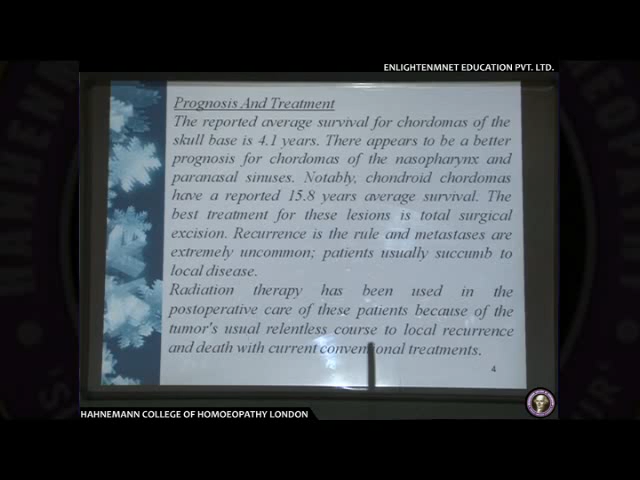 ENLIGHTENMNET EDUCATION PVT. LTD.
Prognosis And Treatment
The reported average survival for chordomas of the
skull base is 4.1 years. There appears to be a better
prognosis for chordomas of the nasopharynx and
paranasal sinuses. Notably, chondroid chordomas
have a reported 15.8 years average survival. The
best treatment for these lesions is total surgical
excision. Recurrence is the rule and metastases are
extremely uncommon; patients usually succumb to
local disease.
Radiation therapy has been used in the
postoperative care of these patients because of the
tumor's usual relentless course to local recurrence
and death with current conventional treatments.
4
HAHNEMANN COLLEGE OF HOMOEOPATHY LONDON